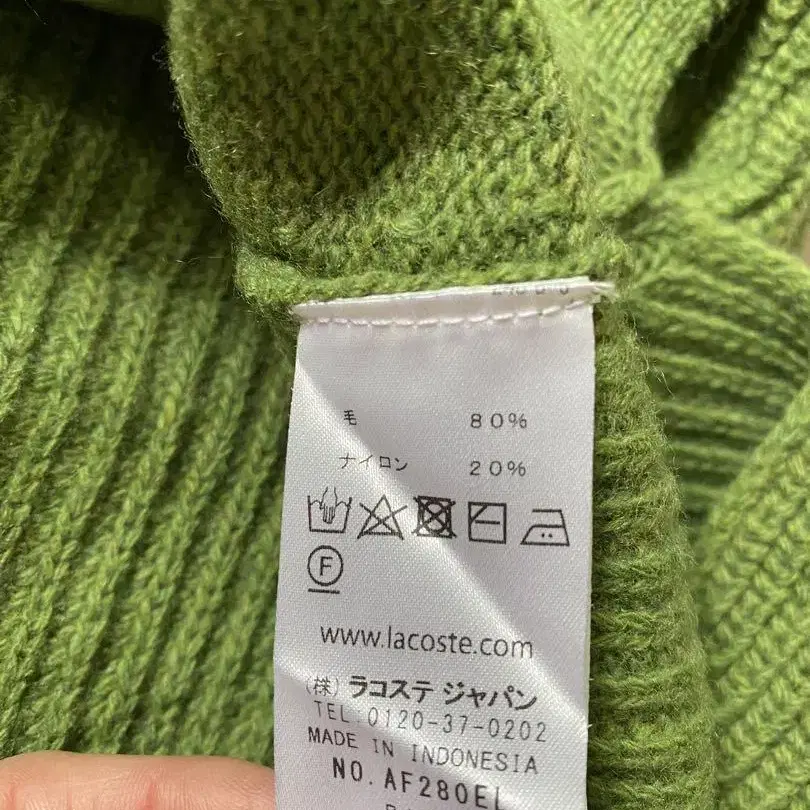 毛 80%
ナイロン 20%
F
www.lacoste.com
(株)ラコステ ジャパン
TEL:0120-37-0202
MADE IN INDONESIA
NO. AF280EL